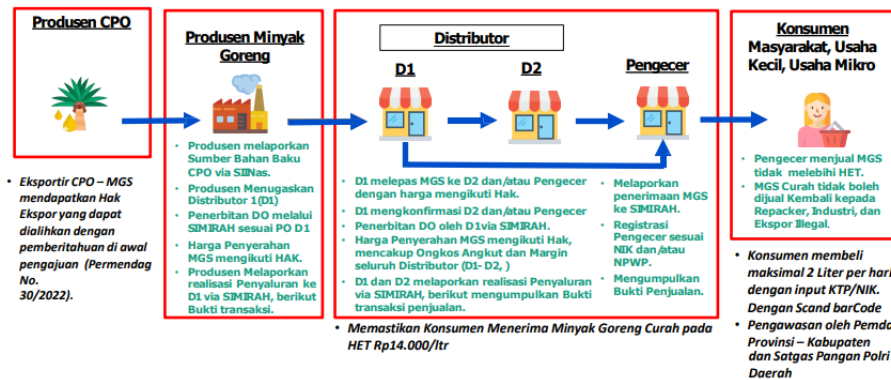 Produsen CPO
• Eksportir CPO – MGS
mendapatkan Hak
Ekspor yang dapat
dialihkan dengan
pemberitahuan di awal
pengajuan (Permendag
No.
30/2022).
Produsen Minyak
Goreng
• Produsen melaporkan
Sumber Bahan Baku
CPO via SIINas.
• Produsen Menugaskan
Distributor 1(D1)
• Penerbitan DO melalui
SIMIRAH sesuai PO D1
• Harga Penyerahan
MGS mengikuti HAK.
• Produsen Melaporkan
realisasi Penyaluran ke
D1 via SIMIRAH, berikut
Bukti transaksi.
Distributor
D1
D2
Pengecer
• D1 melepas MGS ke D2 dan/atau Pengecer
dengan harga mengikuti Hak.
• D1 mengkonfirmasi D2 dan/atau Pengecer
• Penerbitan DO oleh D1via SIMIRAH.
• Harga Penyerahan MGS mengikuti Hak,
mencakup Ongkos Angkut dan Margin
seluruh Distributor (D1- D2, )
• D1 dan D2 melaporkan realisasi Penyaluran
via SIMIRAH, berikut mengumpulkan Bukti
transaksi penjualan.
• Melaporkan
penerimaan MGS
ke SIMIRAH.
• Registrasi
Pengecer sesuai
NIK dan/atau
NPWP.
• Mengumpulkan
Bukti Penjualan.
• Memastikan Konsumen Menerima Minyak Goreng Curah pada
HET Rp14.000/ltr
Konsumen
Masyarakat, Usaha
Kecil, Usaha Mikro
• Pengecer menjual MGS
tidak melebihi HET.
• MGS Curah tidak boleh
dijual Kembali kepada
Repacker, Industri, dan
Ekspor Illegal.
• Konsumen membeli
maksimal 2 Liter per hari
dengan input KTP/NIK.
Dengan Scand barCode
• Pengawasan oleh Pemda
Provinsi – Kabupaten
dan Satgas Pangan Polri
Daerah